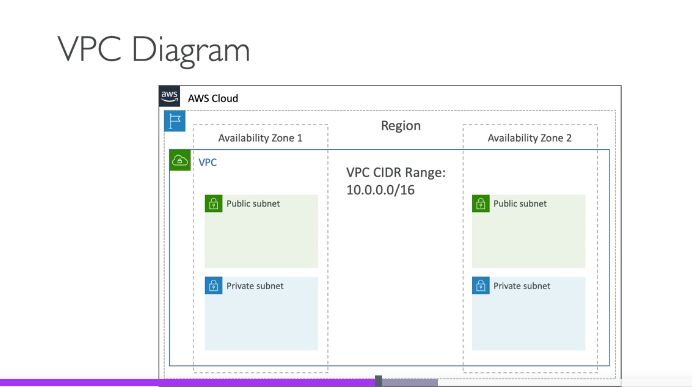 VPC Diagram
aws
AWS Cloud
Region
Availability Zone 1
Availability Zone 2
VPC
VPC CIDR Range:
10.0.0.0/16
Public subnet
Public subnet
Private subnet
Private subnet